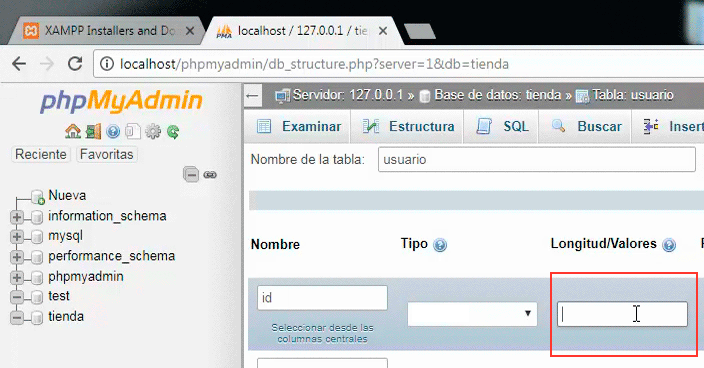 XAMPP Installers and Do
localhost / 127.0.0.1 / tie
localhost/phpmyadmin/db_structure.php?server=1&db=tienda
phpMyAdmin
Reciente Favoritas
Nueva
information_schema
mysql
performance_schema
phpmyadmin
test
tienda
Servidor: 127.0.0.1 » Base de datos: tienda » Tabla: usuario
Examinar Estructura SQL Buscar Insert
Nombre de la tabla: usuario
Nombre Tipo Longitud/Valores
id
Seleccionar desde las
columnas centrales